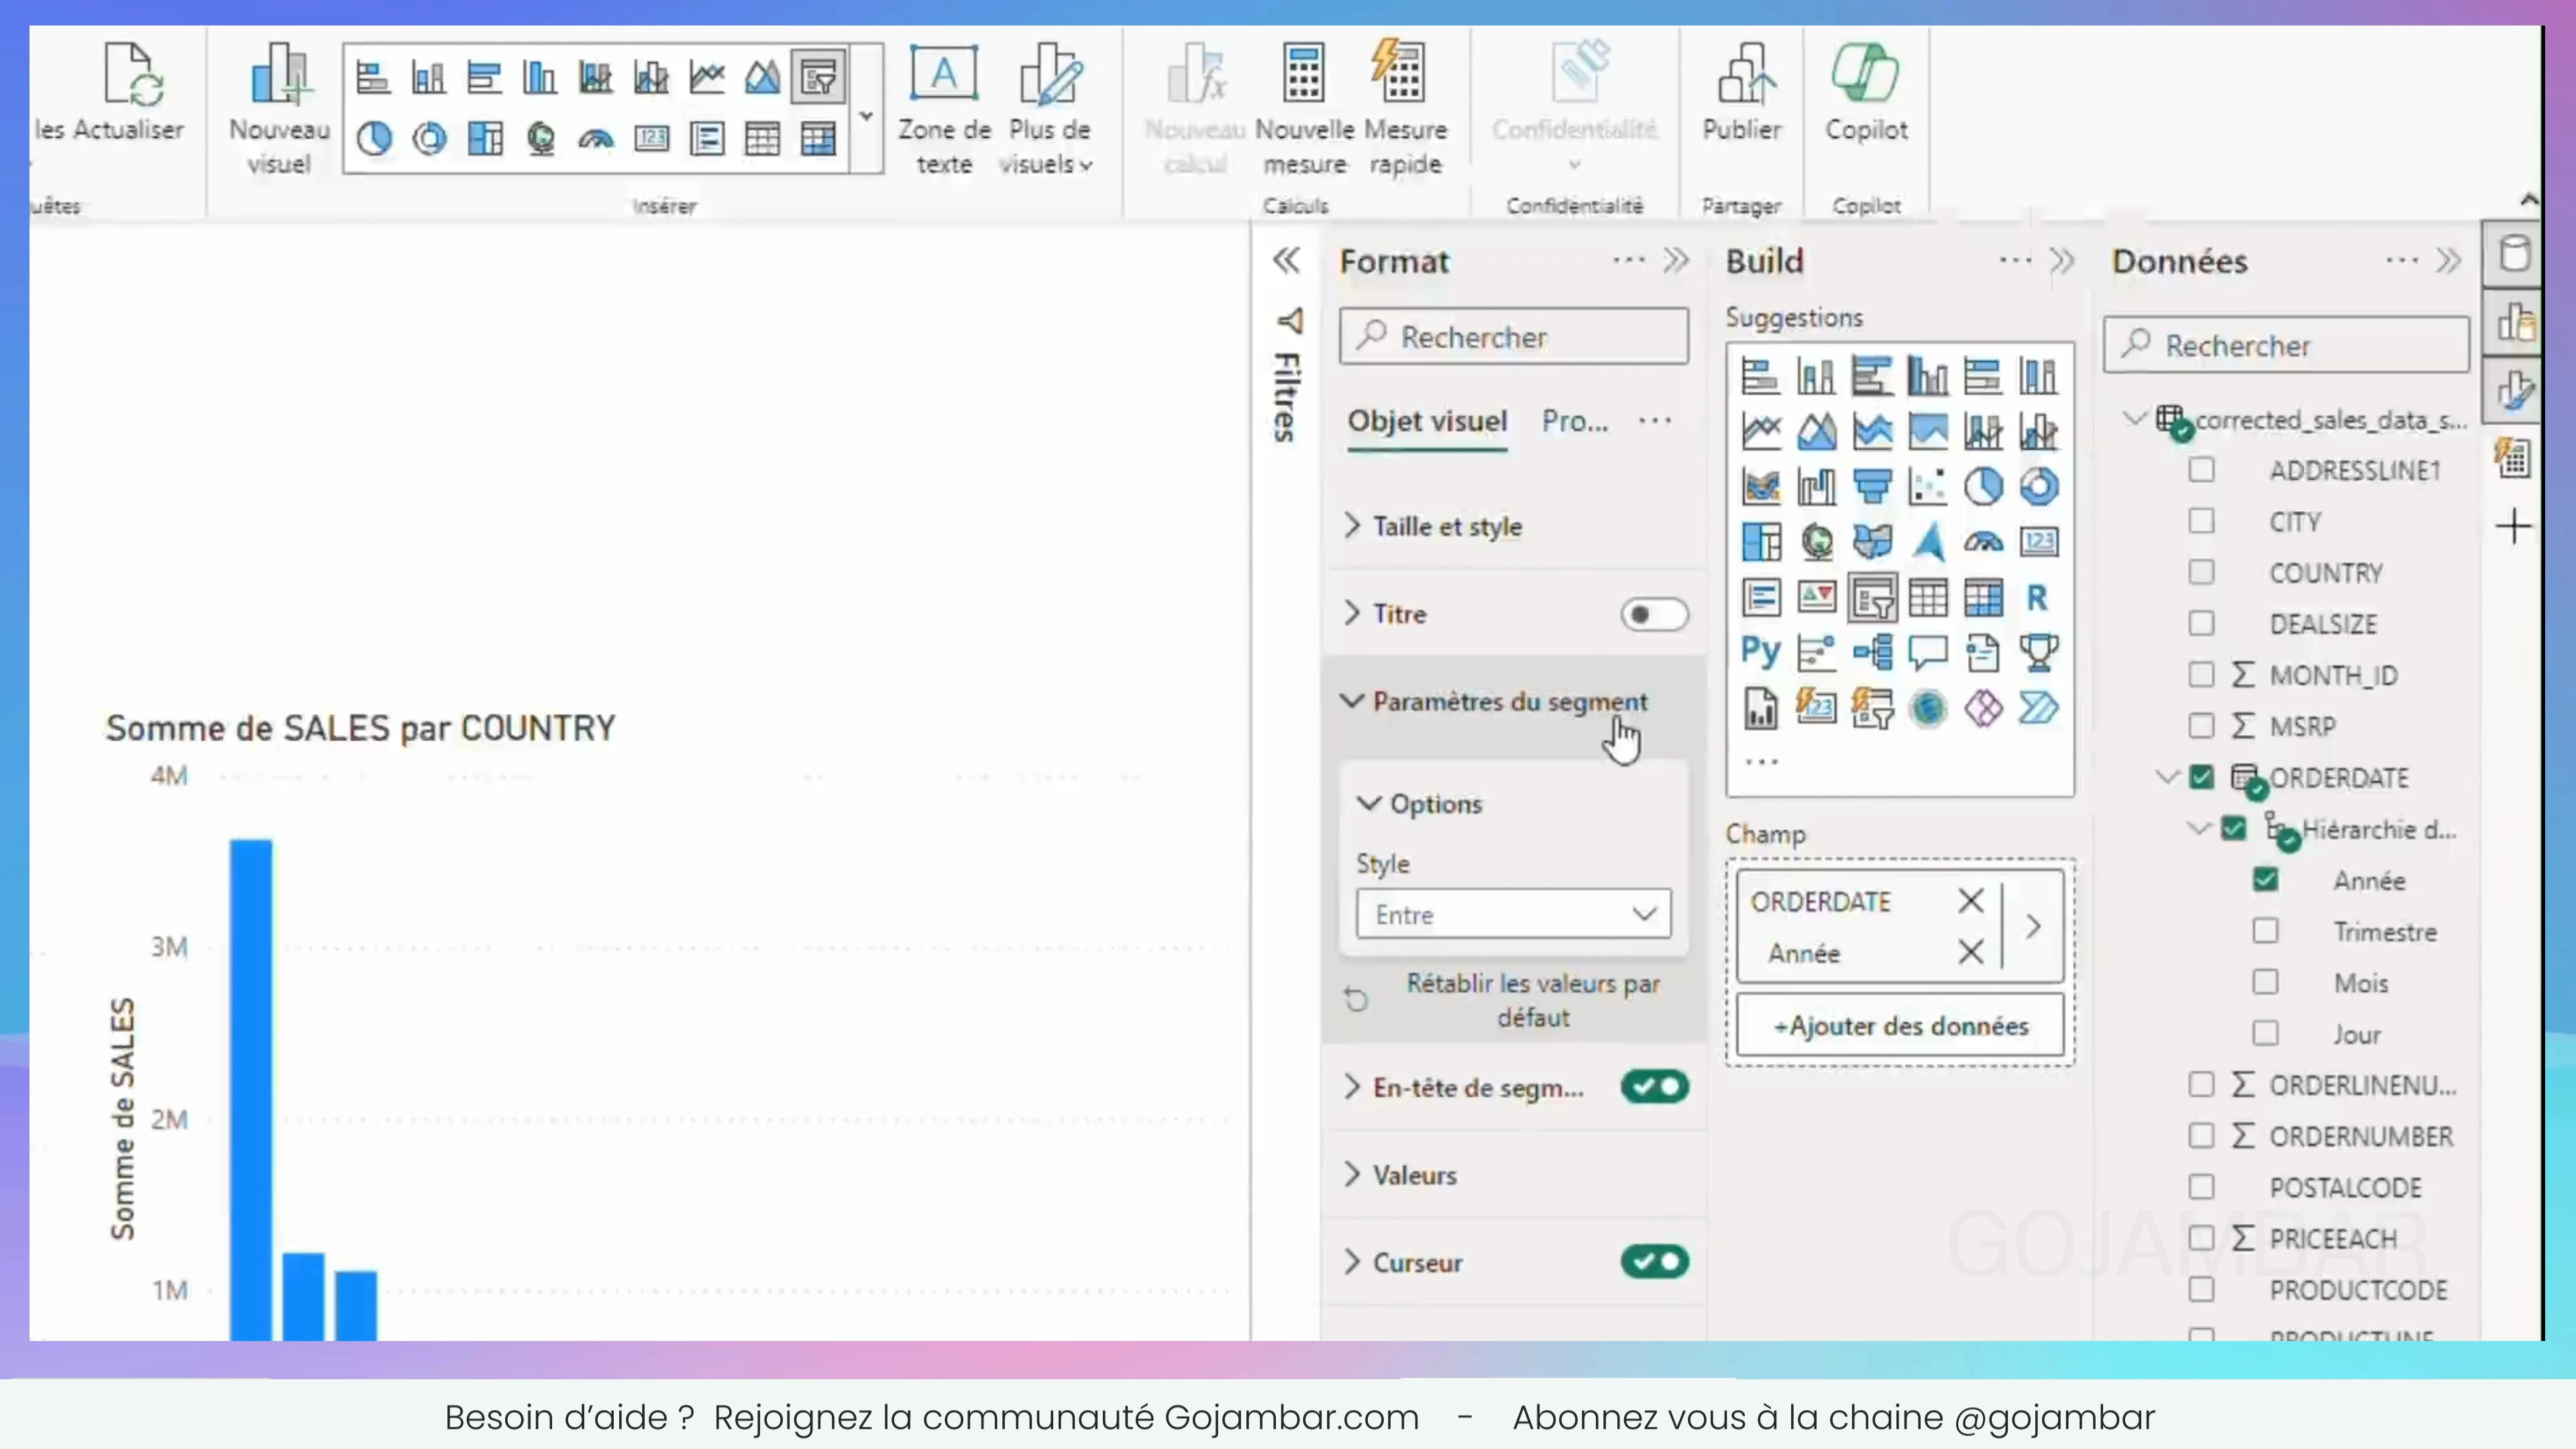 les Actualiser
Nouveau
visuel
Zone de
texte
Plus de
visuels
Nouveau
calcul
Nouvelle
mesure
Mesure
rapide
Confidentialité
Publier
Copilot
uêtes
Insérer
Calculs
Confidentialité
Partager
Copilot
Filtres
Format
Rechercher
Objet visuel
Pro...
Taille et style
Titre
Paramètres du segment
Options
Style
Entre
Rétablir les valeurs par
défaut
En-tête de segm...
Valeurs
Curseur
Build
Suggestions
R
Py
Champ
ORDERDATE
Année
+Ajouter des données
Données
Rechercher
corrected_sales_data_s...
ADDRESSLINE1
CITY
COUNTRY
DEALSIZE
MONTH_ID
MSRP
ORDERDATE
Hiérarchie d...
Année
Trimestre
Mois
Jour
ORDERLINENU...
ORDERNUMBER
POSTALCODE
PRICEEACH
PRODUCTCODE
Somme de SALES par COUNTRY
4M
3M
2M
1M
Somme de SALES
GOJAMBAR
Besoin d'aide ? Rejoignez la communauté Gojambar.com - Abonnez vous à la chaine @gojambar